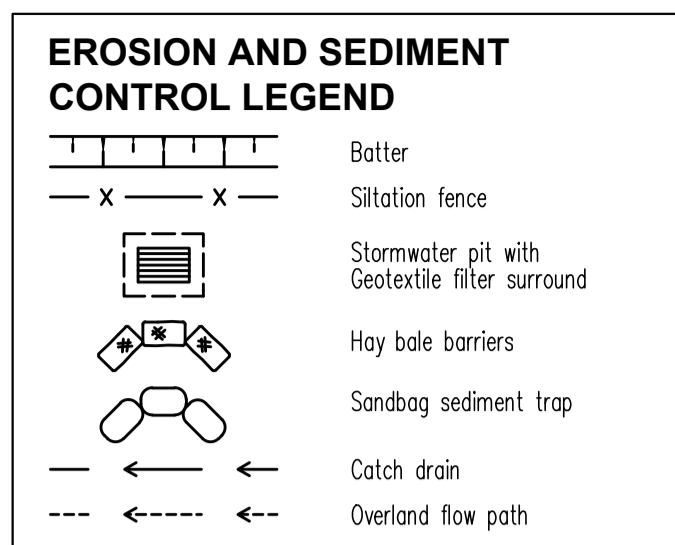 EROSION AND SEDIMENT
CONTROL LEGEND
Batter
Siltation fence
Stormwater pit with
Geotextile filter surround
Hay bale barriers
Sandbag sediment trap
Catch drain
Overland flow path